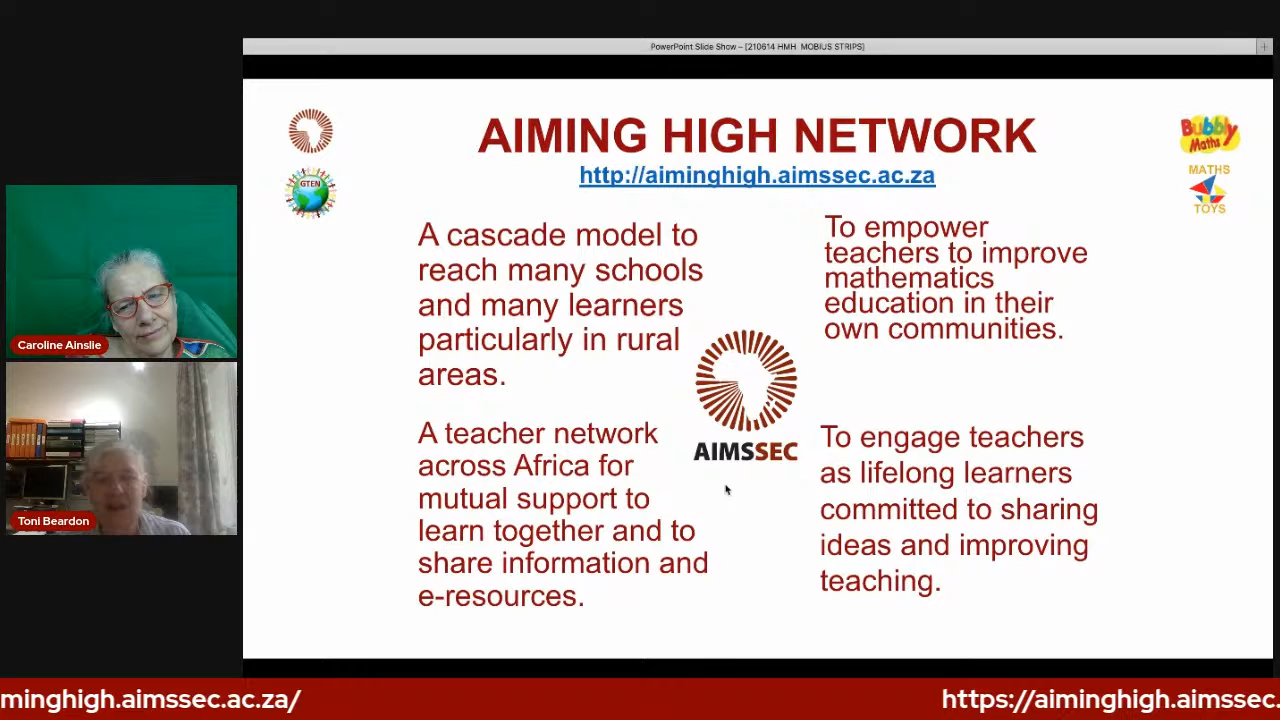 PowerPoint Slide Show – [210614 HMH MOBIUS STRIPS]
AIMING HIGH NETWORK
http://aiminghigh.aimssec.ac.za
GTEN
Bubbly
Maths
MATHS
TOYS
A cascade model to
reach many schools
and many learners
particularly in rural
areas.
To empower
teachers to improve
mathematics
education in their
own communities.
AIMSSEC
A teacher network
across Africa for
mutual support to
learn together and to
share information and
e-resources.
To engage teachers
as lifelong learners
committed to sharing
ideas and improving
teaching.
Caroline Ainslie
Toni Beardon
minghigh.aimssec.ac.za/
https://aiminghigh.aimssec.